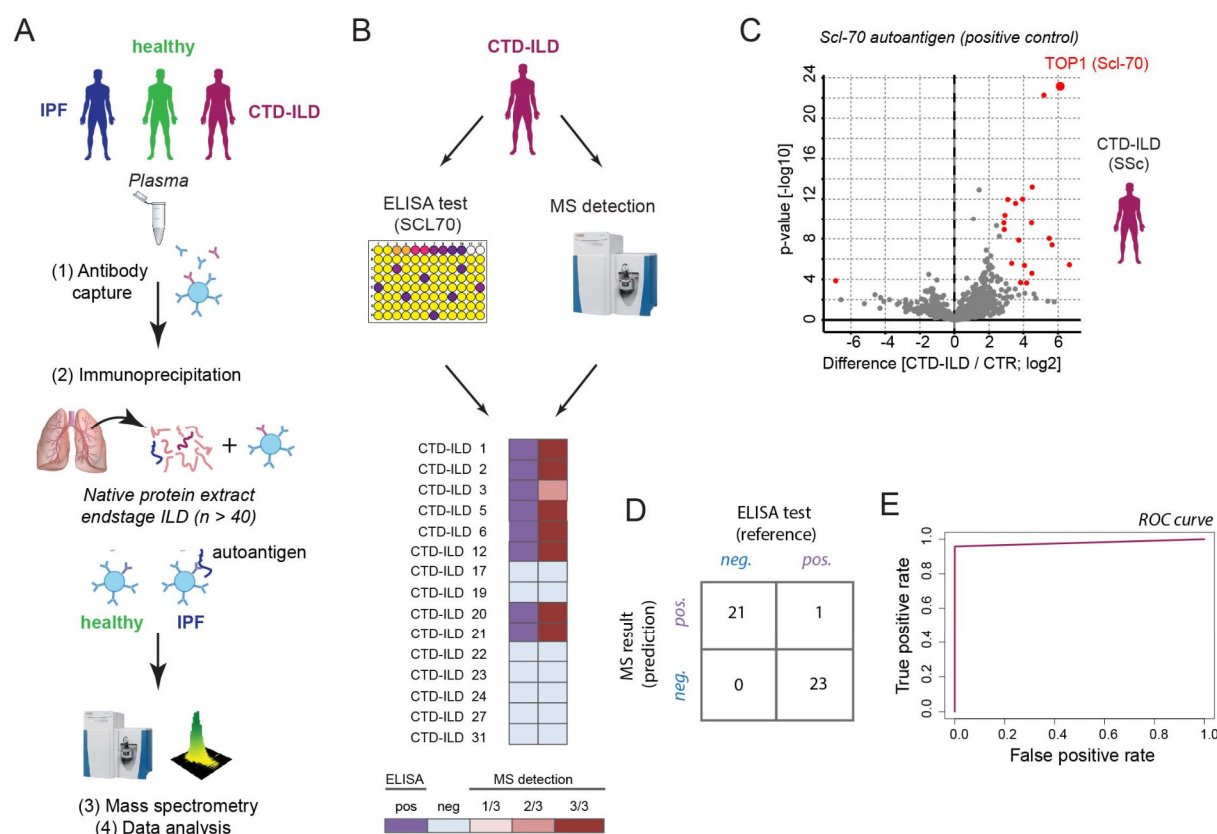 A
healthy
IPF
CTD-ILD
Plasma
(1) Antibody
capture
(2) Immunoprecipitation
+
Native protein extract
endstage ILD (n > 40)
autoantigen
healthy
IPF
(3) Mass spectrometry
(4) Data analysis
B
CTD-ILD
ELISA test
(SCL70)
MS detection
CTD-ILD 1
CTD-ILD 2
CTD-ILD 3
CTD-ILD 5
CTD-ILD 6
CTD-ILD 12
CTD-ILD 17
CTD-ILD 19
CTD-ILD 20
CTD-ILD 21
CTD-ILD 22
CTD-ILD 23
CTD-ILD 24
CTD-ILD 27
CTD-ILD 31
ELISA
MS detection
pos neg 1/3 2/3 3/3
C
Scl-70 autoantigen (positive control)
TOP1 (Scl-70)
24
20
16
12
8
4
0
p-value [-log10]
-6 -4 -2 0 2 4 6
Difference [CTD-ILD / CTR; log2]
CTD-ILD
(SSc)
D
ELISA test
(reference)
neg. pos.
MS result
(prediction)
pos.
21 1
neg.
0 23
E
ROC curve
True positive rate
1.0
0.8
0.6
0.4
0.2
0.0
0.0 0.2 0.4 0.6 0.8 1.0
False positive rate